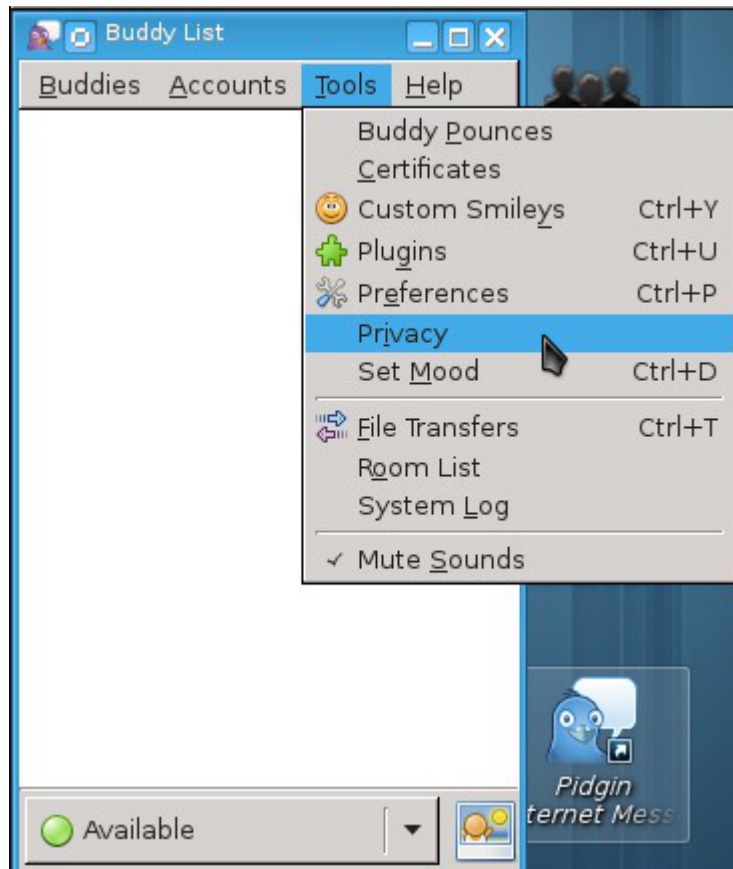 Buddy List
Buddies Accounts Tools Help
Buddy Pounces
Certificates
Custom Smileys Ctrl+Y
Plugins Ctrl+U
Preferences Ctrl+P
Privacy
Set Mood Ctrl+D
File Transfers Ctrl+T
Room List
System Log
Mute Sounds
Pidgin
ternet Mess
Available